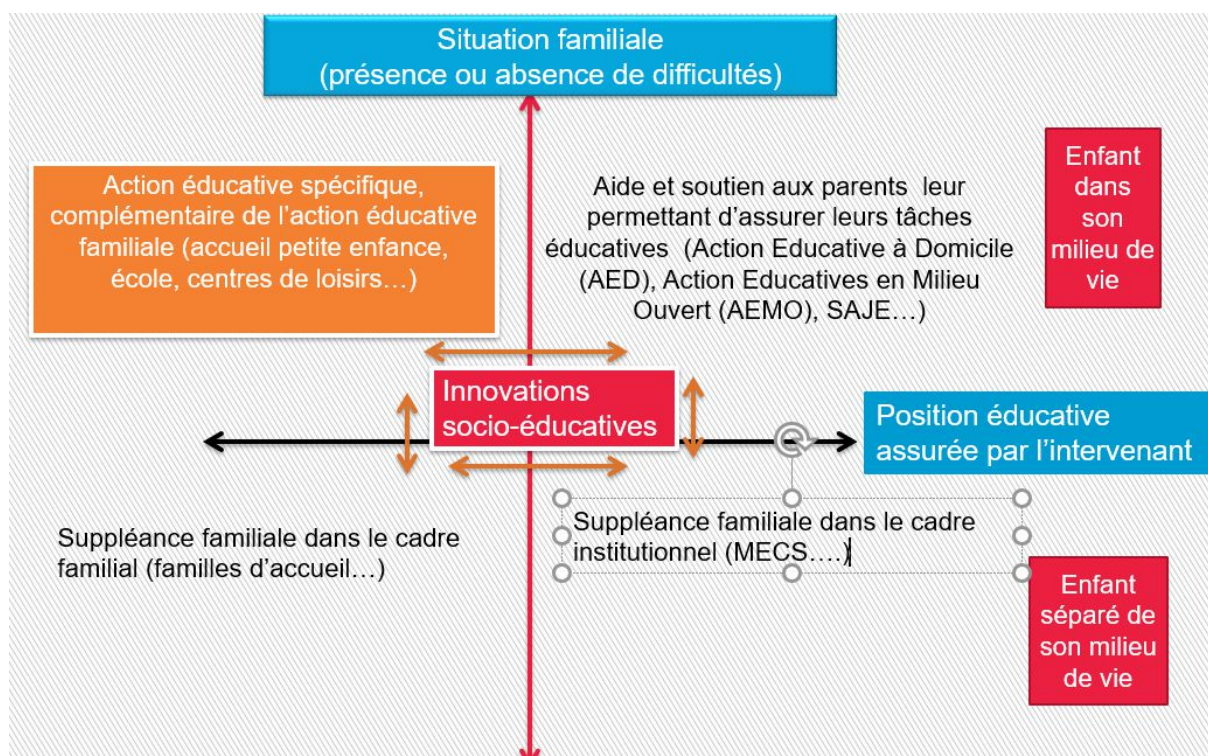 Situation familiale
(présence ou absence de difficultés)
Action éducative spécifique,
complémentaire de l’action éducative
familiale (accueil petite enfance,
école, centres de loisirs…)
Aide et soutien aux parents  leur
permettant d’assurer leurs tâches
éducatives  (Action Educative à Domicile
(AED), Action Educatives en Milieu
Ouvert (AEMO), SAJE…)
Enfant
dans
son
milieu de
vie
Innovations
socio-éducatives
Position éducative
assurée par l’intervenant
Suppléance familiale dans le cadre
familial (familles d’accueil…)
Suppléance familiale dans le cadre
institutionnel (MECS….)
Enfant
séparé de
son milieu
de vie